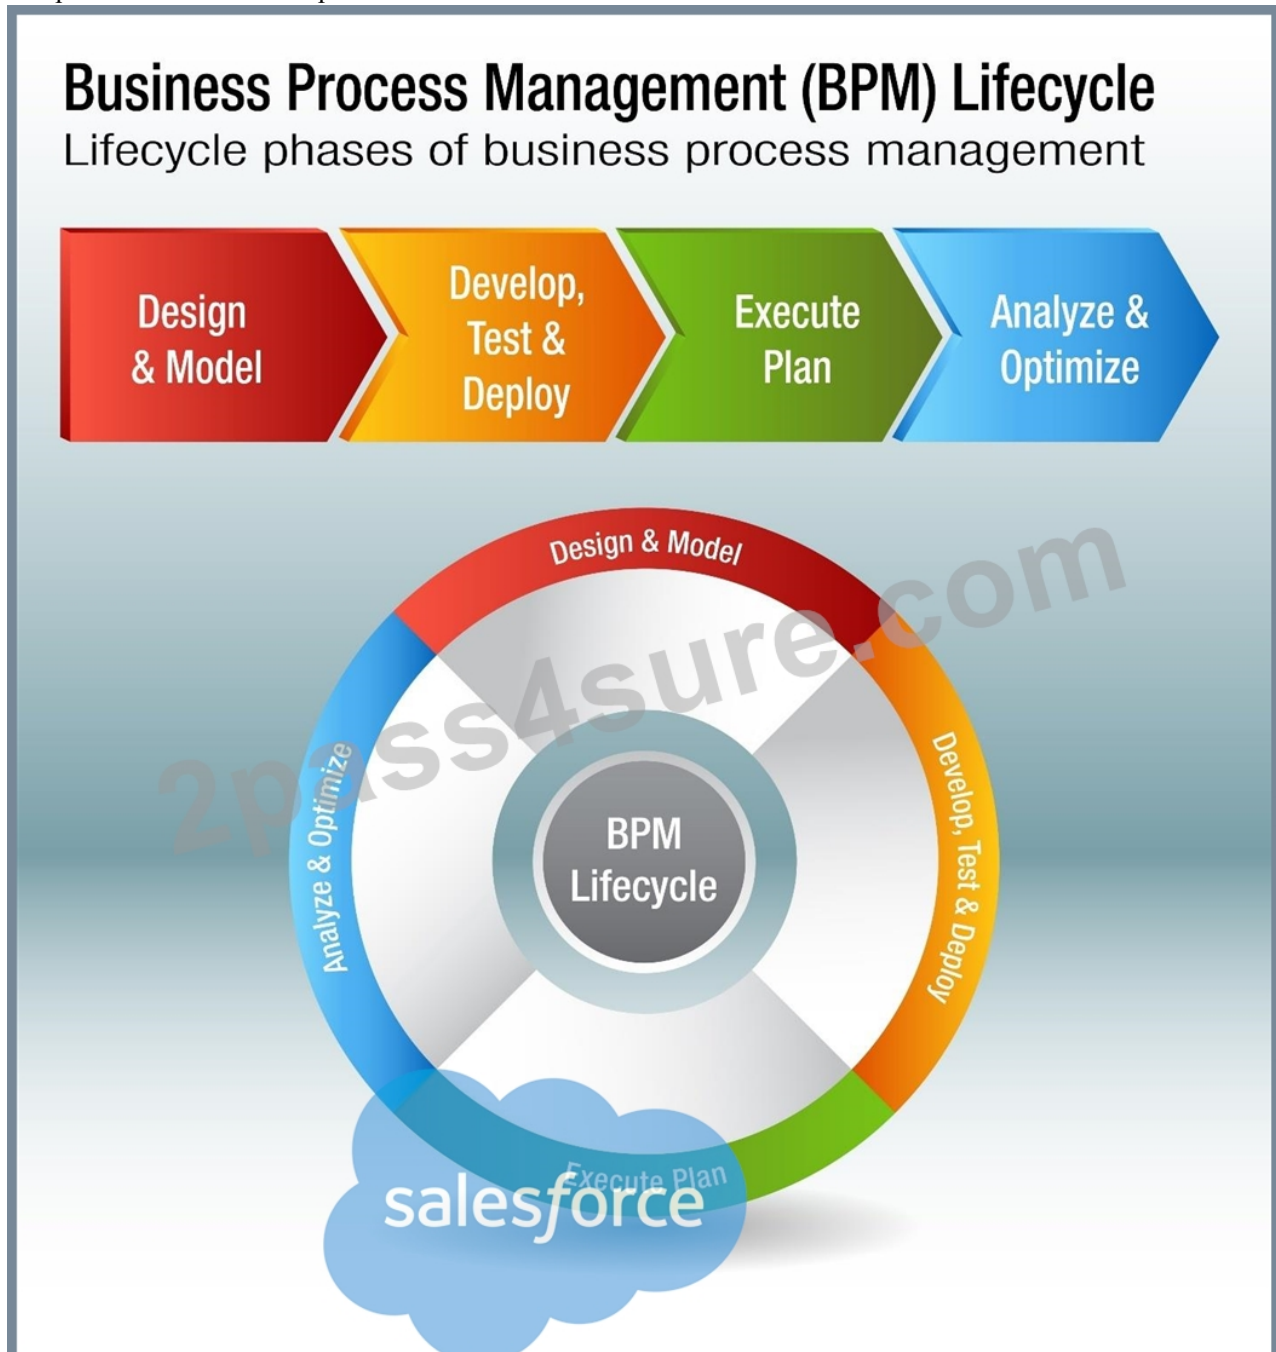 Business Process Management (BPM) Lifecycle
Lifecycle phases of business process management
Design
& Model
Develop,
Test &
Deploy
Execute
Plan
Analyze &
Optimize
Design & Model
Develop, Test & Deploy
Execute Plan
Analyze & Optimize
BPM
Lifecycle
2pass4sure.com
salesforce